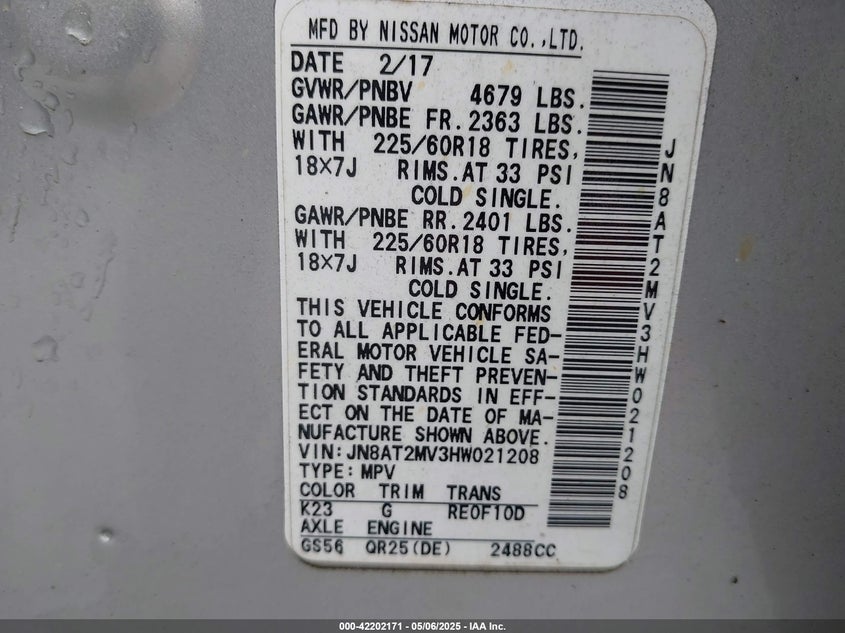 MFD BY NISSAN MOTOR CO.,LTD.
DATE 2/17
GVWR/PNBV 4679 LBS.
GAWR/PNBE FR. 2363 LBS.
WITH 225/60R18 TIRES,
18×7J RIMS. AT 33 PSI
COLD SINGLE.
GAWR/PNBE RR. 2401 LBS.
WITH 225/60R18 TIRES,
18×7J RIMS. AT 33 PSI
COLD SINGLE.
THIS VEHICLE CONFORMS
TO ALL APPLICABLE FED-
ERAL MOTOR VEHICLE SA-
FETY AND THEFT PREVEN-
TION STANDARDS IN EFF-
ECT ON THE DATE OF MA-
NUFACTURE SHOWN ABOVE.
VIN: JN8AT2MV3HW021208
TYPE: MPV
COLOR TRIM TRANS
K23 G RE0F10D
AXLE ENGINE
GS56 QR25(DE) 2488CC
JN8AT2MV3HW021208
000-42202171 - 05/06/2025 - IAA Inc.